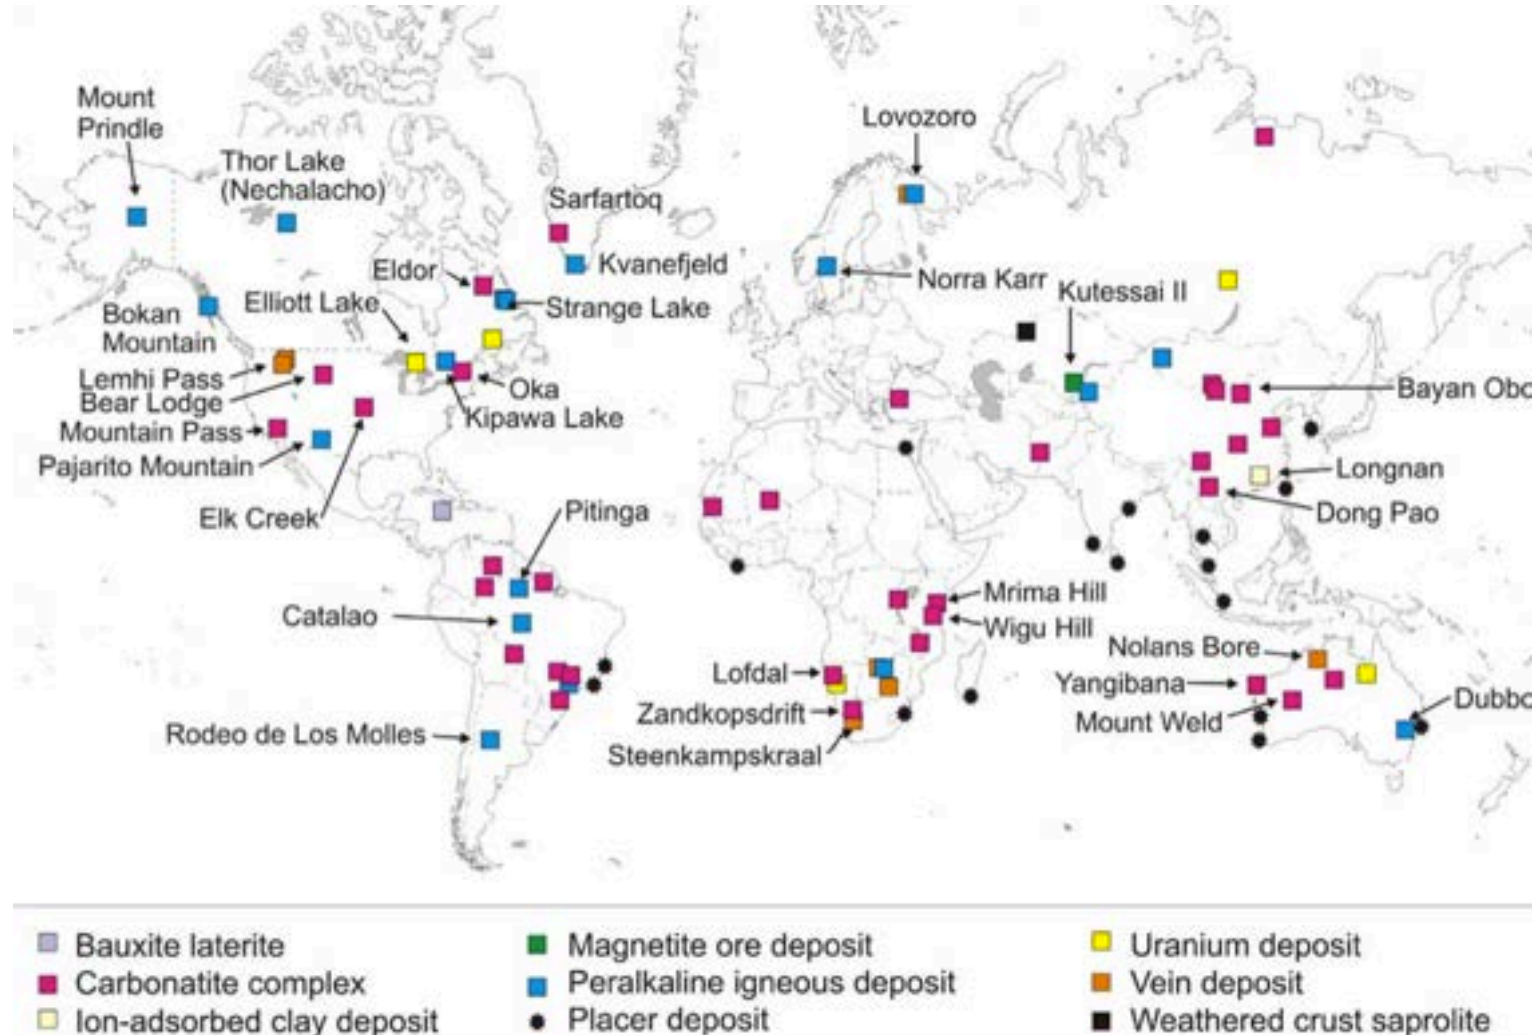 Mount
Prindle
Thor Lake
(Nechalacho)
Sarfartoq
Lovozoro
Eldor
Kvanefjeld
Norra Karr
Kutessai II
Elliott Lake
Strange Lake
Bokan
Mountain
Lemhi Pass
Bear Lodge
Oka
Bayan Obo
Kipawa Lake
Mountain Pass
Pajarito Mountain
Longnan
Elk Creek
Pitinga
Dong Pao
Catalao
Mrima Hill
Wigu Hill
Nolans Bore
Lofdal
Yangibana
Dubbo
Zandkopsdrift
Mount Weld
Rodeo de Los Molles
Steenkampskraal
Bauxite laterite
Magnetite ore deposit
Uranium deposit
Carbonatite complex
Peralkaline igneous deposit
Vein deposit
Ion-adsorbed clay deposit
Placer deposit
Weathered crust saprolite